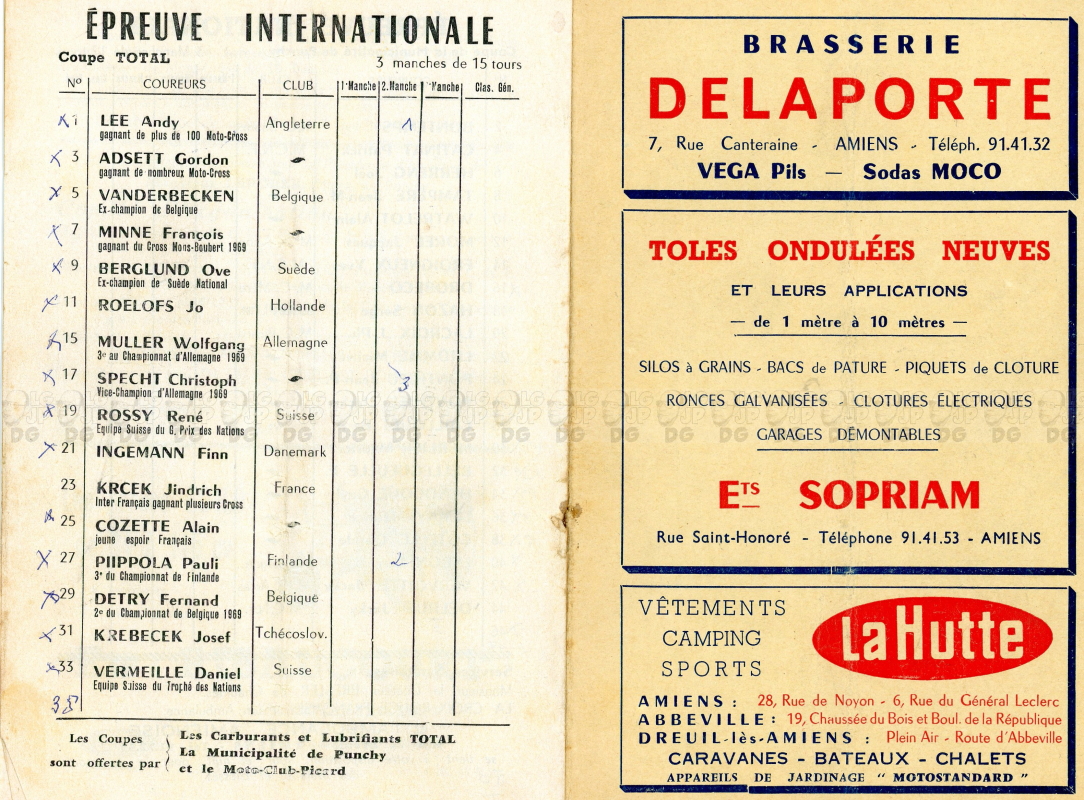 ÉPREUVE INTERNATIONALE
Coupe TOTAL 3 manches de 15 tours
No COUREURS CLUB 1reManche 2.Manche Manche Clas. Gén.
x 1 LEE Andy Angleterre 1
gagnant de plus de 100 Moto-Cross
x 3 ADSETT Gordon
gagnant de nombreux Moto-Cross
x 5 VANDERBECKEN Belgique
Ex-champion de Belgique
x 7 MINNE François
gagnant du Cross Mons-Boubert 1969
x 9 BERGLUND Ove Suède
Ex-champion de Suède National
x 11 ROELOFS Jo Hollande
x 15 MULLER Wolfgang Allemagne
3e au Championnat d'Allemagne 1969
x 17 SPECHT Christoph 3
Vice-Champion d'Allemagne 1969
x 19 ROSSY René Suisse
Equipe Suisse du G. Prix des Nations
x 21 INGEMANN Finn Danemark
23 KRCEK Jindrich France
Inter Français gagnant plusieurs Cross
x 25 COZETTE Alain
jeune espoir Français
x 27 PIIPPOLA Pauli Finlande 2
3e du Championnat de Finlande
x 29 DETRY Fernand Belgique
2e du Championnat de Belgique 1969
x 31 KREBECEK Josef Tchécoslov.
x 33 VERMEILLE Daniel Suisse
Equipe Suisse du Trophé des Nations
35
Les Coupes sont offertes par
Les Carburants et Lubrifiants TOTAL
La Municipalité de Punchy
et le Moto-Club-Picard
BRASSERIE
DELAPORTE
7, Rue Canteraine - AMIENS - Téléph. 91.41.32
VEGA Pils — Sodas MOCO
TOLES ONDULÉES NEUVES
ET LEURS APPLICATIONS
— de 1 mètre à 10 mètres —
SILOS à GRAINS - BACS de PATURE - PIQUETS de CLOTURE
RONCES GALVANISÉES - CLOTURES ÉLECTRIQUES
GARAGES DÉMONTABLES
ETS SOPRIAM
Rue Saint-Honoré - Téléphone 91.41.53 - AMIENS
VÊTEMENTS
CAMPING
SPORTS
La Hutte
AMIENS : 28, Rue de Noyon - 6, Rue du Général Leclerc
ABBEVILLE : 19, Chaussée du Bois et Boul. de la République
DREUIL-lès-AMIENS : Plein Air - Route d'Abbeville
CARAVANES - BATEAUX - CHALETS
APPAREILS DE JARDINAGE " MOTOSTANDARD "